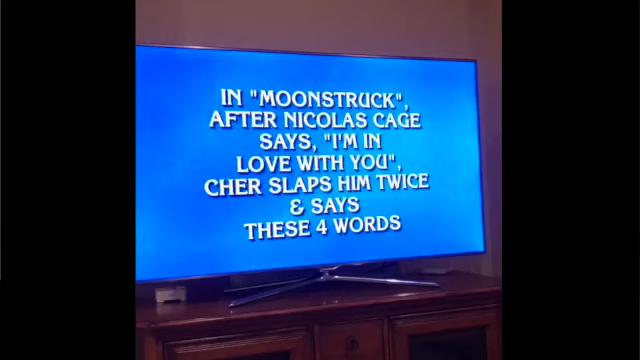 IN "MOONSTRUCK",
AFTER NICOLAS CAGE
SAYS, "I'M IN
LOVE WITH YOU",
CHER SLAPS HIM TWICE
& SAYS
THESE 4 WORDS